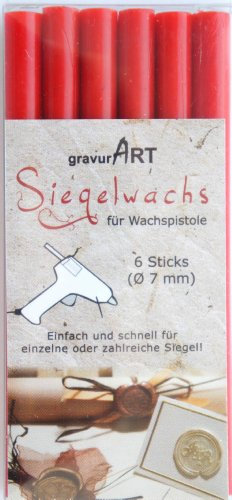 gravurART
Siegelwachs
für Wachspistole
6 Sticks
(Ø 7 mm)
Einfach und schnell für
einzelne oder zahlreiche Siegel!